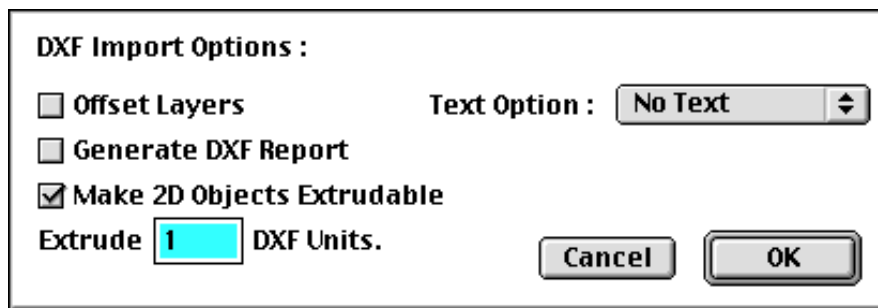 DXF Import Options :
Offset Layers Text Option : No Text
Generate DXF Report
Make 2D Objects Extrudable
Extrude 1 DXF Units.
Cancel OK